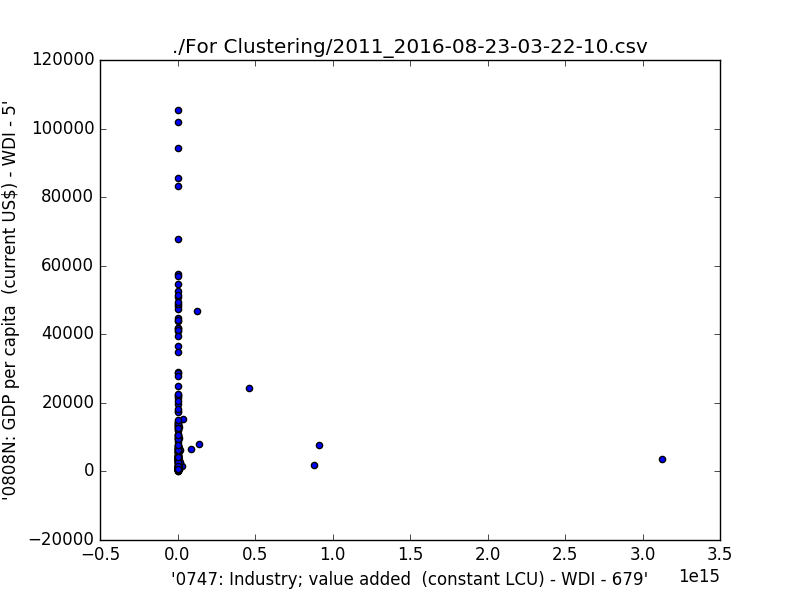 ./For Clustering/2011_2016-08-23-03-22-10.csv
120000
100000
80000
60000
40000
20000
0
−20000
'0808N: GDP per capita  (current US$) - WDI - 5'
−0.5 0.0 0.5 1.0 1.5 2.0 2.5 3.0 3.5
1e15
'0747: Industry; value added  (constant LCU) - WDI - 679'